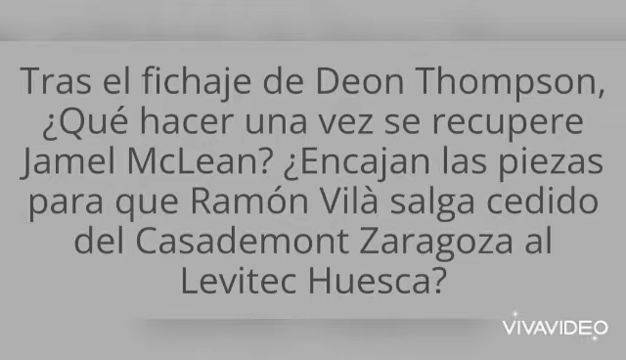 Tras el fichaje de Deon Thompson,
¿Qué hacer una vez se recupere
Jamel McLean? ¿Encajan las piezas
para que Ramón Vilà salga cedido
del Casademont Zaragoza al
Levitec Huesca?
VIVAVIDEO